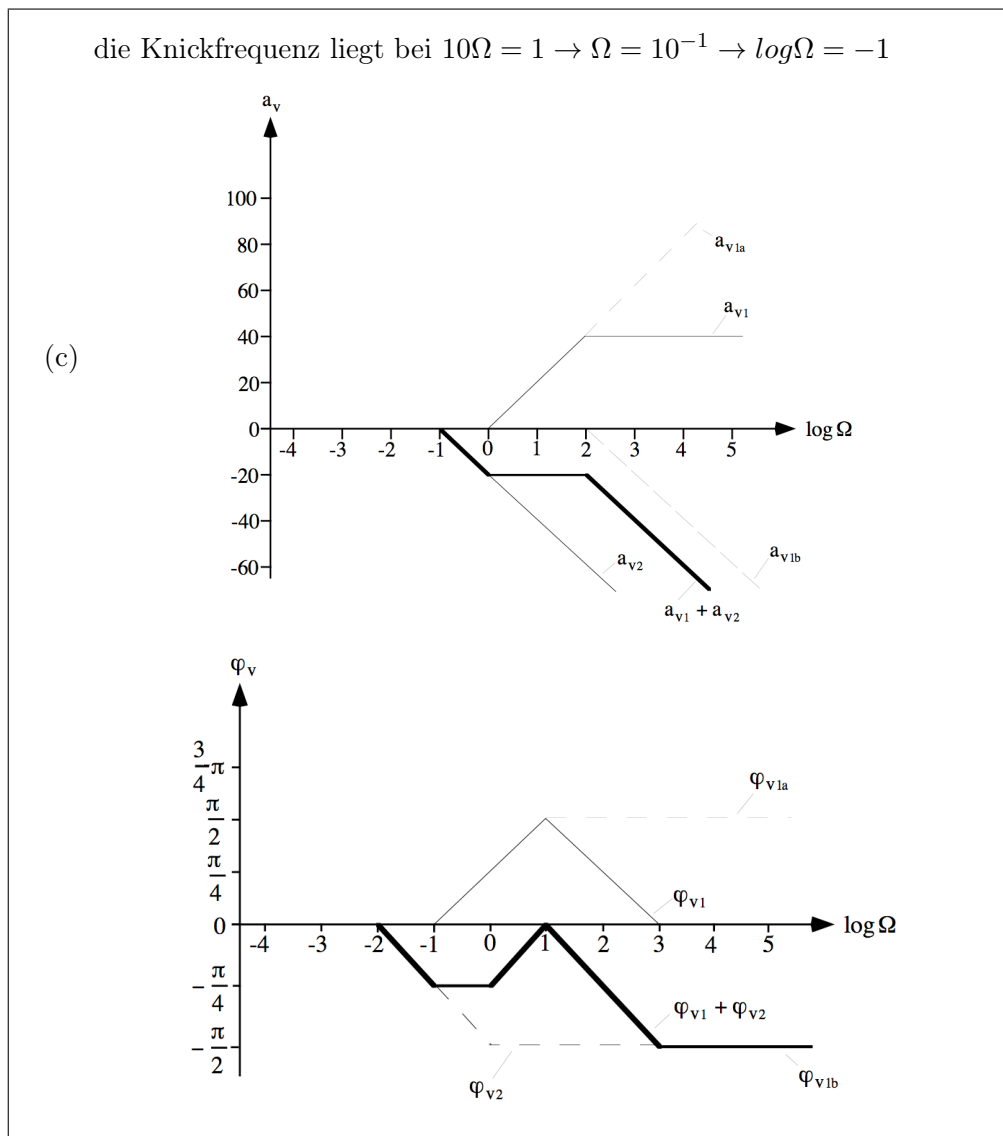 die Knickfrequenz liegt bei 10Ω = 1 → Ω = 10⁻¹ → logΩ = −1
(c)
a_v
100
80
60
40
20
0
-20
-40
-60
-4 -3 -2 -1 0 1 2 3 4 5
log Ω
a_v1a
a_v1
a_v2
a_v1b
a_v1 + a_v2
φ_v
3/4 π
π/2
π/4
0
-π/4
-π/2
-4 -3 -2 -1 0 1 2 3 4 5
log Ω
φ_v1a
φ_v1
φ_v1 + φ_v2
φ_v2
φ_v1b